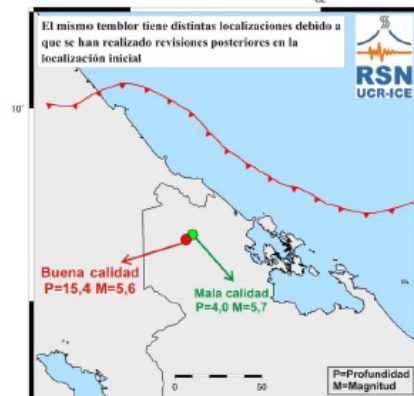 El mismo temblor tiene distintas localizaciones debido a
que se han realizado revisiones posteriores en la
localización inicial
RSN
UCR-ICE
10°
Buena calidad
P=15,4 M=5,6
Mala calidad
P=4,0 M=5,7
0
50
P=Profundidad
M=Magnitud